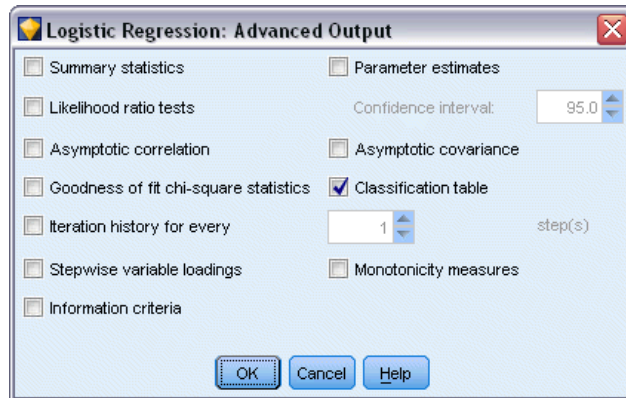 Logistic Regression: Advanced Output
Summary statistics Parameter estimates
Likelihood ratio tests Confidence interval: 95.0
Asymptotic correlation Asymptotic covariance
Goodness of fit chi-square statistics Classification table
Iteration history for every 1 step(s)
Stepwise variable loadings Monotonicity measures
Information criteria
OK Cancel Help